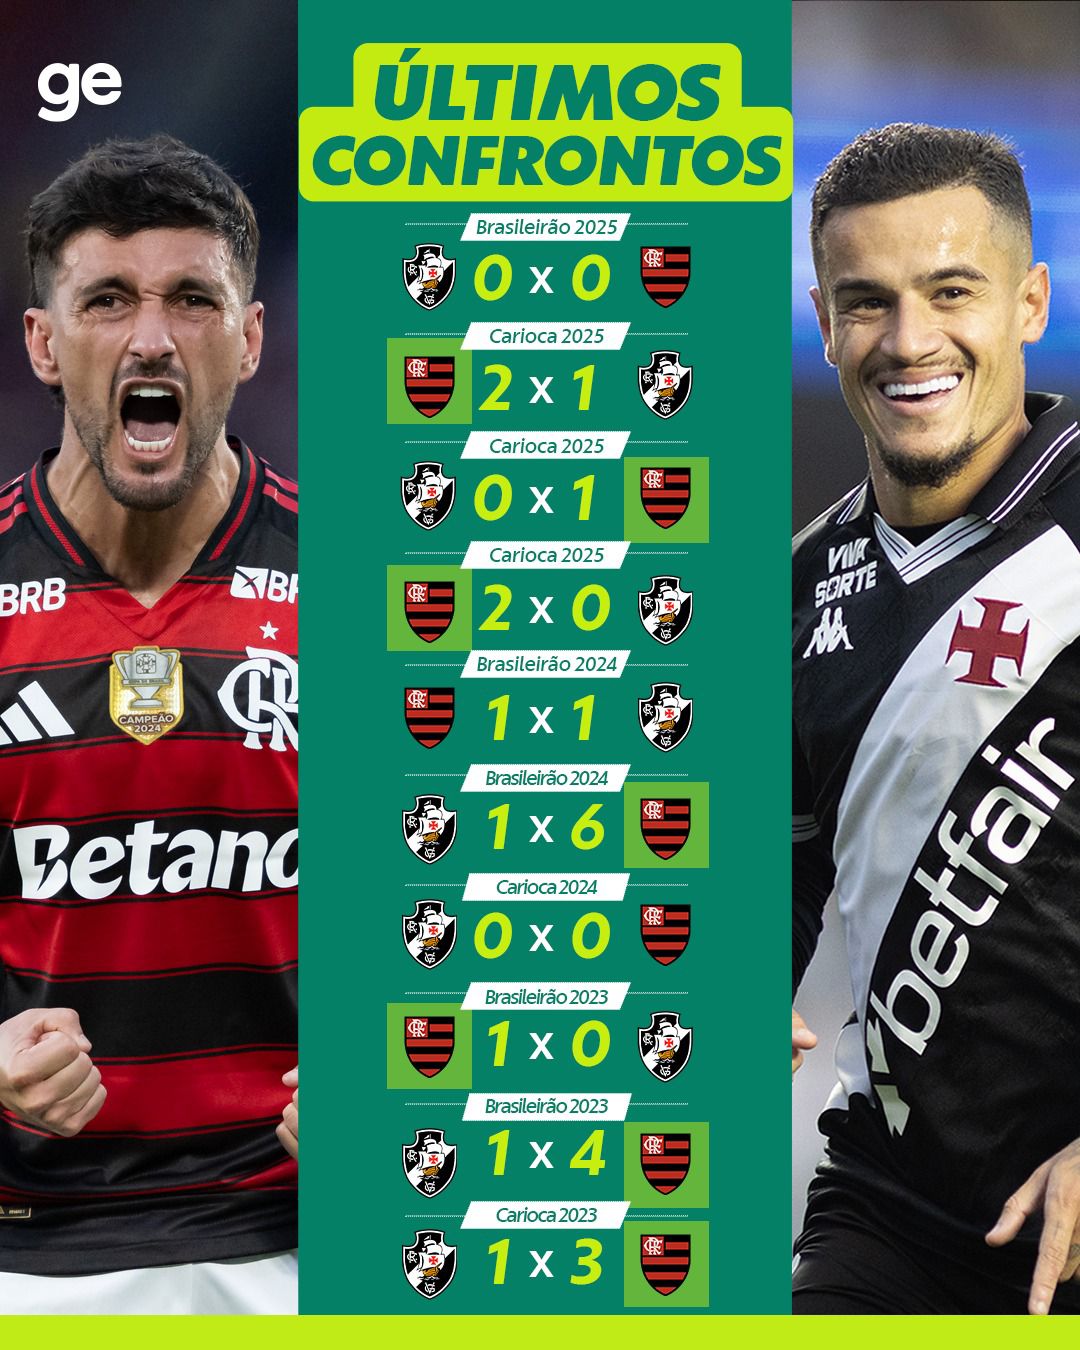 ge
ÚLTIMOS
CONFRONTOS
Brasileirão 2025
0 x 0
Carioca 2025
2 x 1
Carioca 2025
0 x 1
Carioca 2025
2 x 0
Brasileirão 2024
1 x 1
Brasileirão 2024
1 x 6
Carioca 2024
0 x 0
Brasileirão 2023
1 x 0
Brasileirão 2023
1 x 4
Carioca 2023
1 x 3
BRB
BR
CAMPEÃO
2024
Betano
VIVA
SORTE
betfair